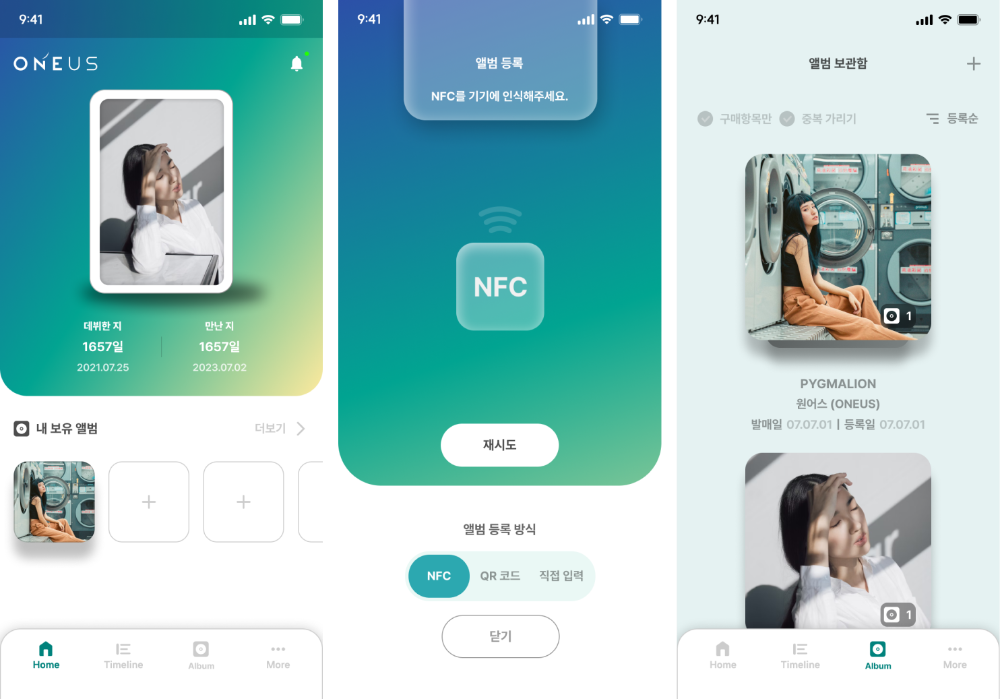 9:41
ONEUS
데뷔한 지
1657일
2021.07.25
만난 지
1657일
2023.07.02
내 보유 앨범
더보기
Home
Timeline
Album
More
9:41
앨범 등록
NFC를 기기에 인식해주세요.
NFC
재시도
앨범 등록 방식
NFC
QR 코드
직접 입력
닫기
9:41
앨범 보관함
구매항목만
중복 가리기
등록순
1
PYGMALION
원어스 (ONEUS)
발매일 07.07.01 | 등록일 07.07.01
1
Home
Timeline
Album
More